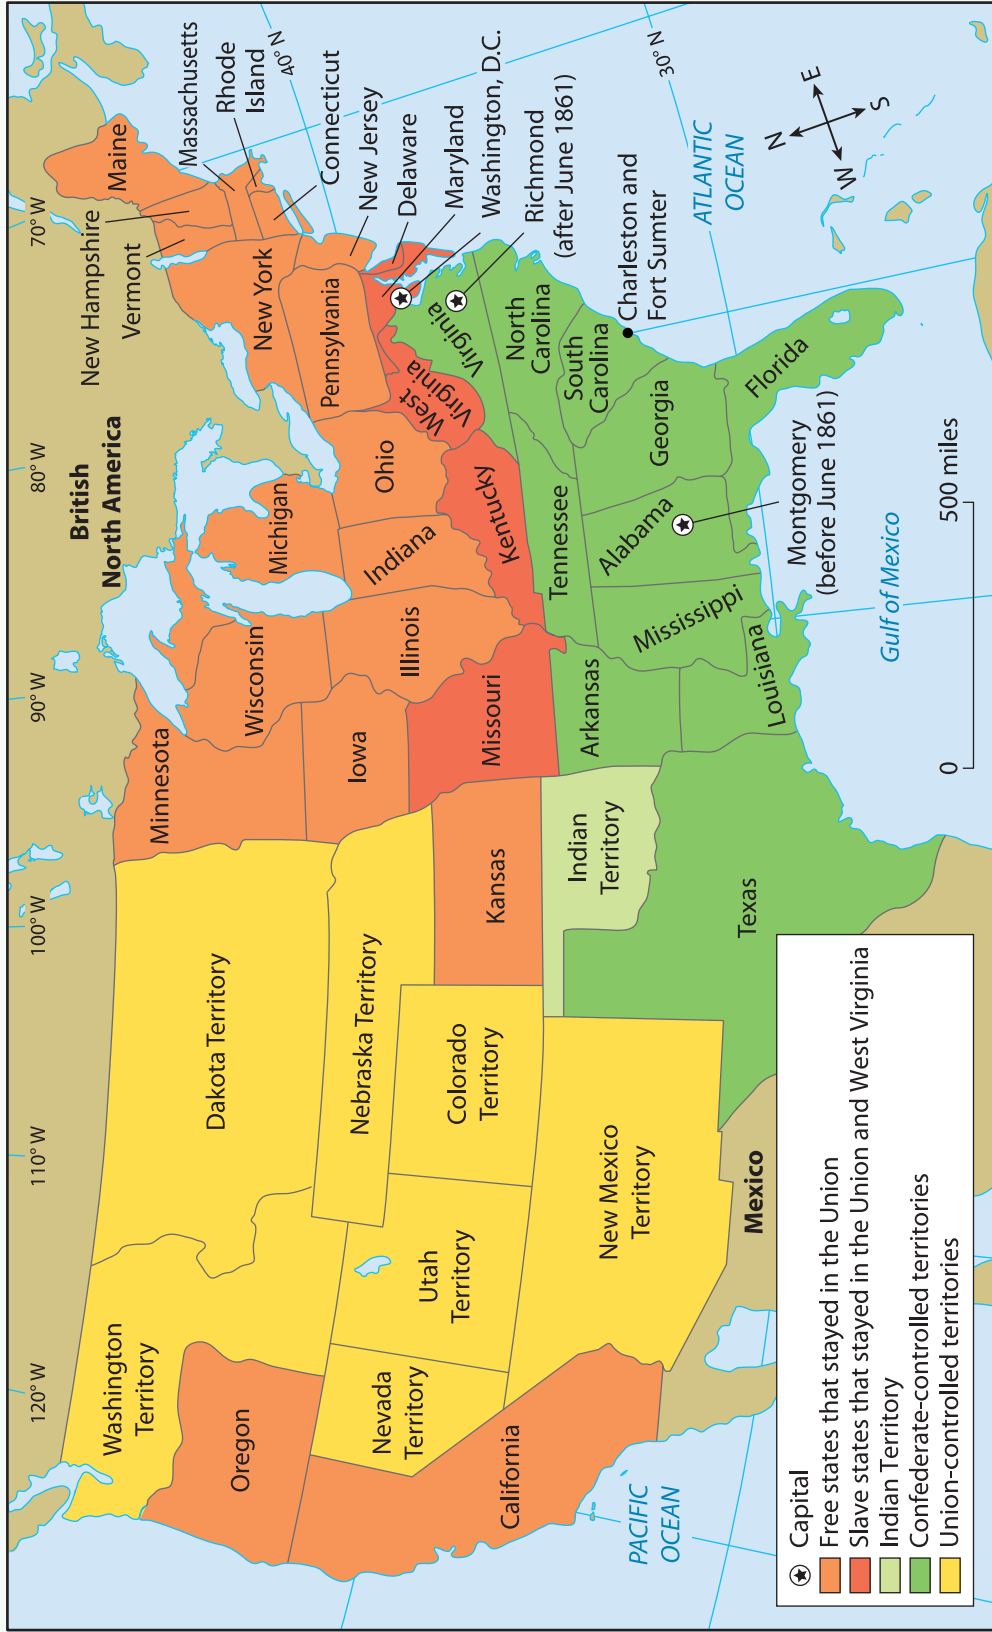 120° W
110° W
100° W
90° W
80° W
70° W
40° N
30° N
British
North America
Washington
Territory
Oregon
California
Nevada
Territory
Utah
Territory
Dakota Territory
Nebraska Territory
Colorado
Territory
New Mexico
Territory
Kansas
Indian
Territory
Texas
Minnesota
Iowa
Missouri
Arkansas
Louisiana
Wisconsin
Illinois
Michigan
Indiana
Ohio
Kentucky
Tennessee
Mississippi
Alabama
Georgia
Florida
South
Carolina
North
Carolina
Virginia
West
Virginia
Pennsylvania
New York
Vermont
New Hampshire
Maine
Massachusetts
Rhode
Island
Connecticut
New Jersey
Delaware
Maryland
Washington, D.C.
Richmond
(after June 1861)
Charleston and
Fort Sumter
Montgomery
(before June 1861)
ATLANTIC
OCEAN
Gulf of Mexico
PACIFIC
OCEAN
Mexico
N
E
S
W
0
500 miles
Capital
Free states that stayed in the Union
Slave states that stayed in the Union and West Virginia
Indian Territory
Confederate-controlled territories
Union-controlled territories